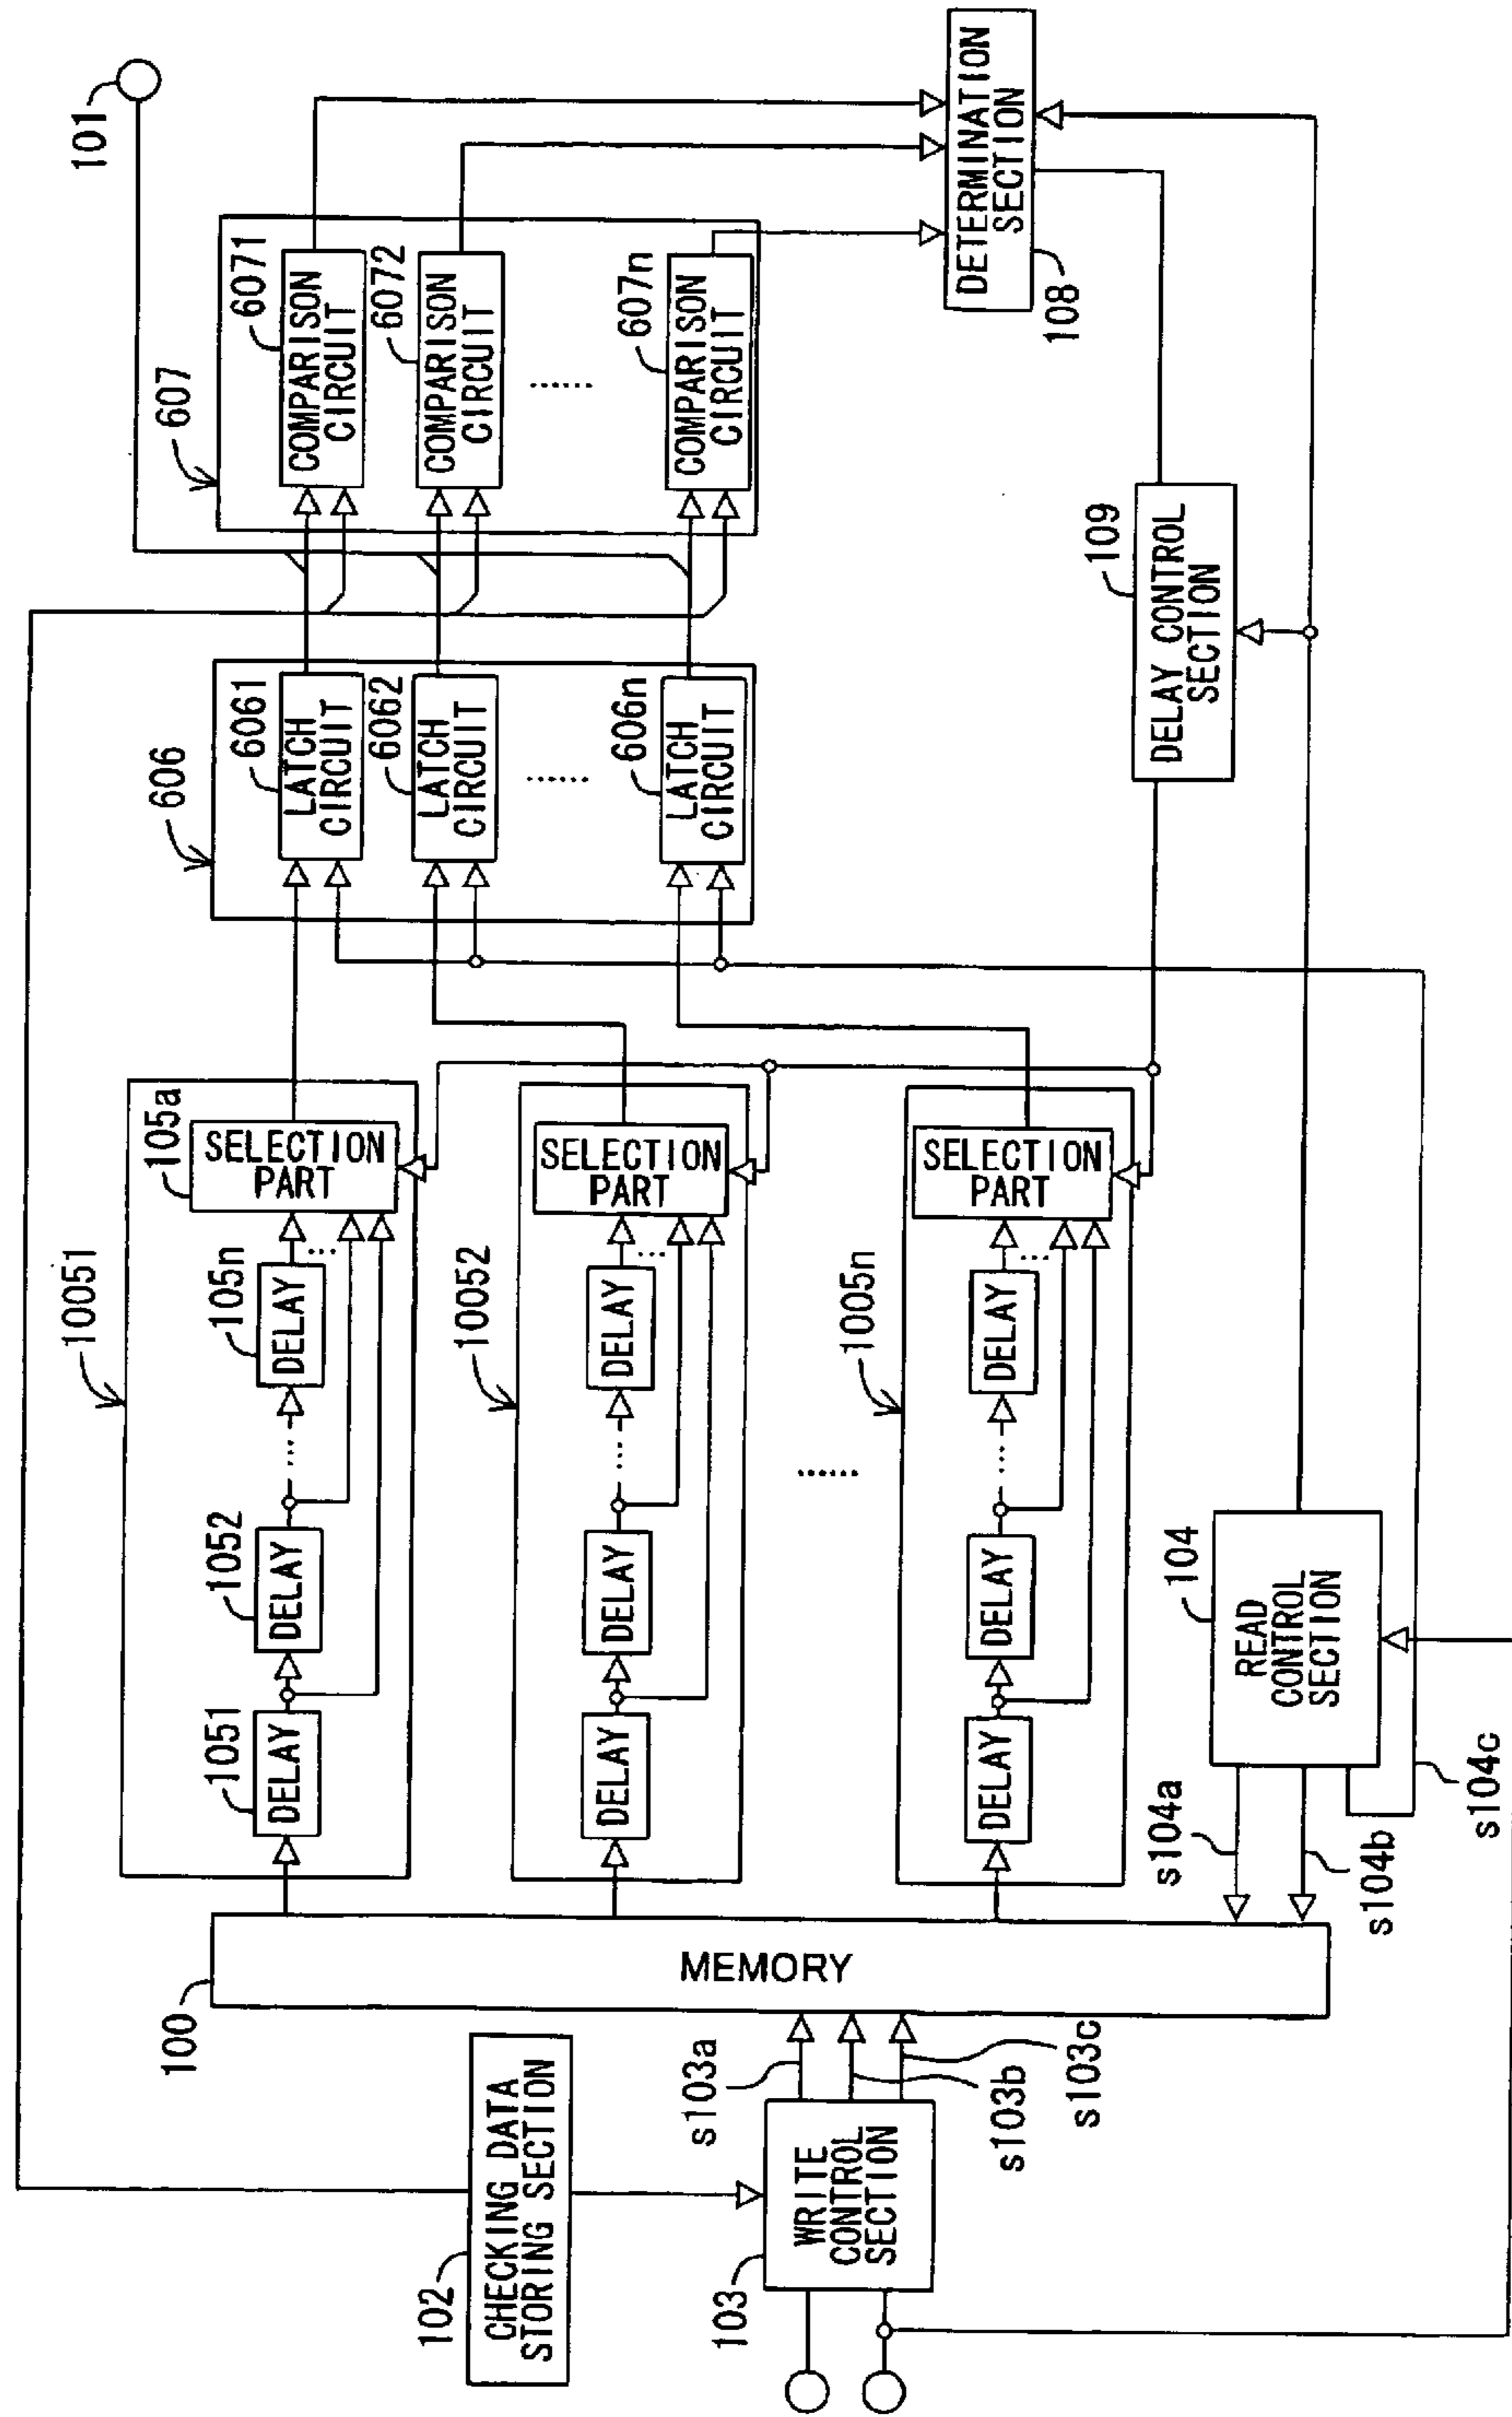 101
607
6071
COMPARISON
CIRCUIT
6072
COMPARISON
CIRCUIT
......
607n
COMPARISON
CIRCUIT
DETERMINATION
SECTION
108
606
6061
LATCH
CIRCUIT
6062
LATCH
CIRCUIT
......
606n
LATCH
CIRCUIT
109
DELAY CONTROL
SECTION
10051
105a
SELECTION
PART
1051
DELAY
1052
DELAY
....
105n
DELAY
...
10052
SELECTION
PART
DELAY
DELAY
....
DELAY
...
......
1005n
SELECTION
PART
DELAY
DELAY
....
DELAY
...
104
READ
CONTROL
SECTION
s104a
s104b
s104c
100
MEMORY
102
CHECKING DATA
STORING SECTION
103
WRITE
CONTROL
SECTION
s103a
s103b
s103c